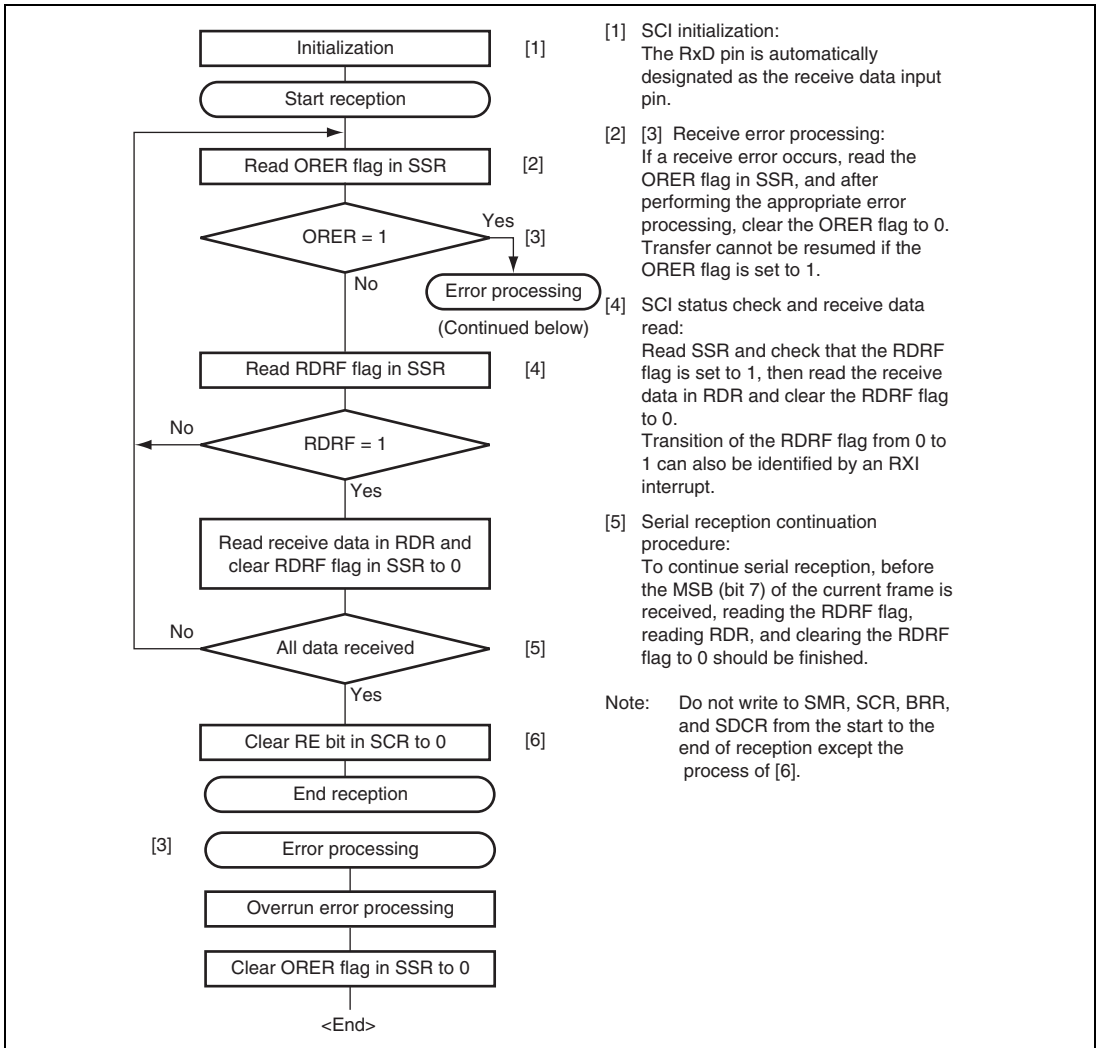 Initialization [1]
Start reception
Read ORER flag in SSR [2]
Yes
ORER = 1 [3]
No
Error processing
(Continued below)
Read RDRF flag in SSR [4]
No
RDRF = 1
Yes
Read receive data in RDR and
clear RDRF flag in SSR to 0
No
All data received [5]
Yes
Clear RE bit in SCR to 0 [6]
End reception
[3] Error processing
Overrun error processing
Clear ORER flag in SSR to 0
<End>
[1] SCI initialization:
The RxD pin is automatically
designated as the receive data input
pin.
[2] [3] Receive error processing:
If a receive error occurs, read the
ORER flag in SSR, and after
performing the appropriate error
processing, clear the ORER flag to 0.
Transfer cannot be resumed if the
ORER flag is set to 1.
[4] SCI status check and receive data
read:
Read SSR and check that the RDRF
flag is set to 1, then read the receive
data in RDR and clear the RDRF flag
to 0.
Transition of the RDRF flag from 0 to
1 can also be identified by an RXI
interrupt.
[5] Serial reception continuation
procedure:
To continue serial reception, before
the MSB (bit 7) of the current frame is
received, reading the RDRF flag,
reading RDR, and clearing the RDRF
flag to 0 should be finished.
Note: Do not write to SMR, SCR, BRR,
and SDCR from the start to the
end of reception except the
process of [6].